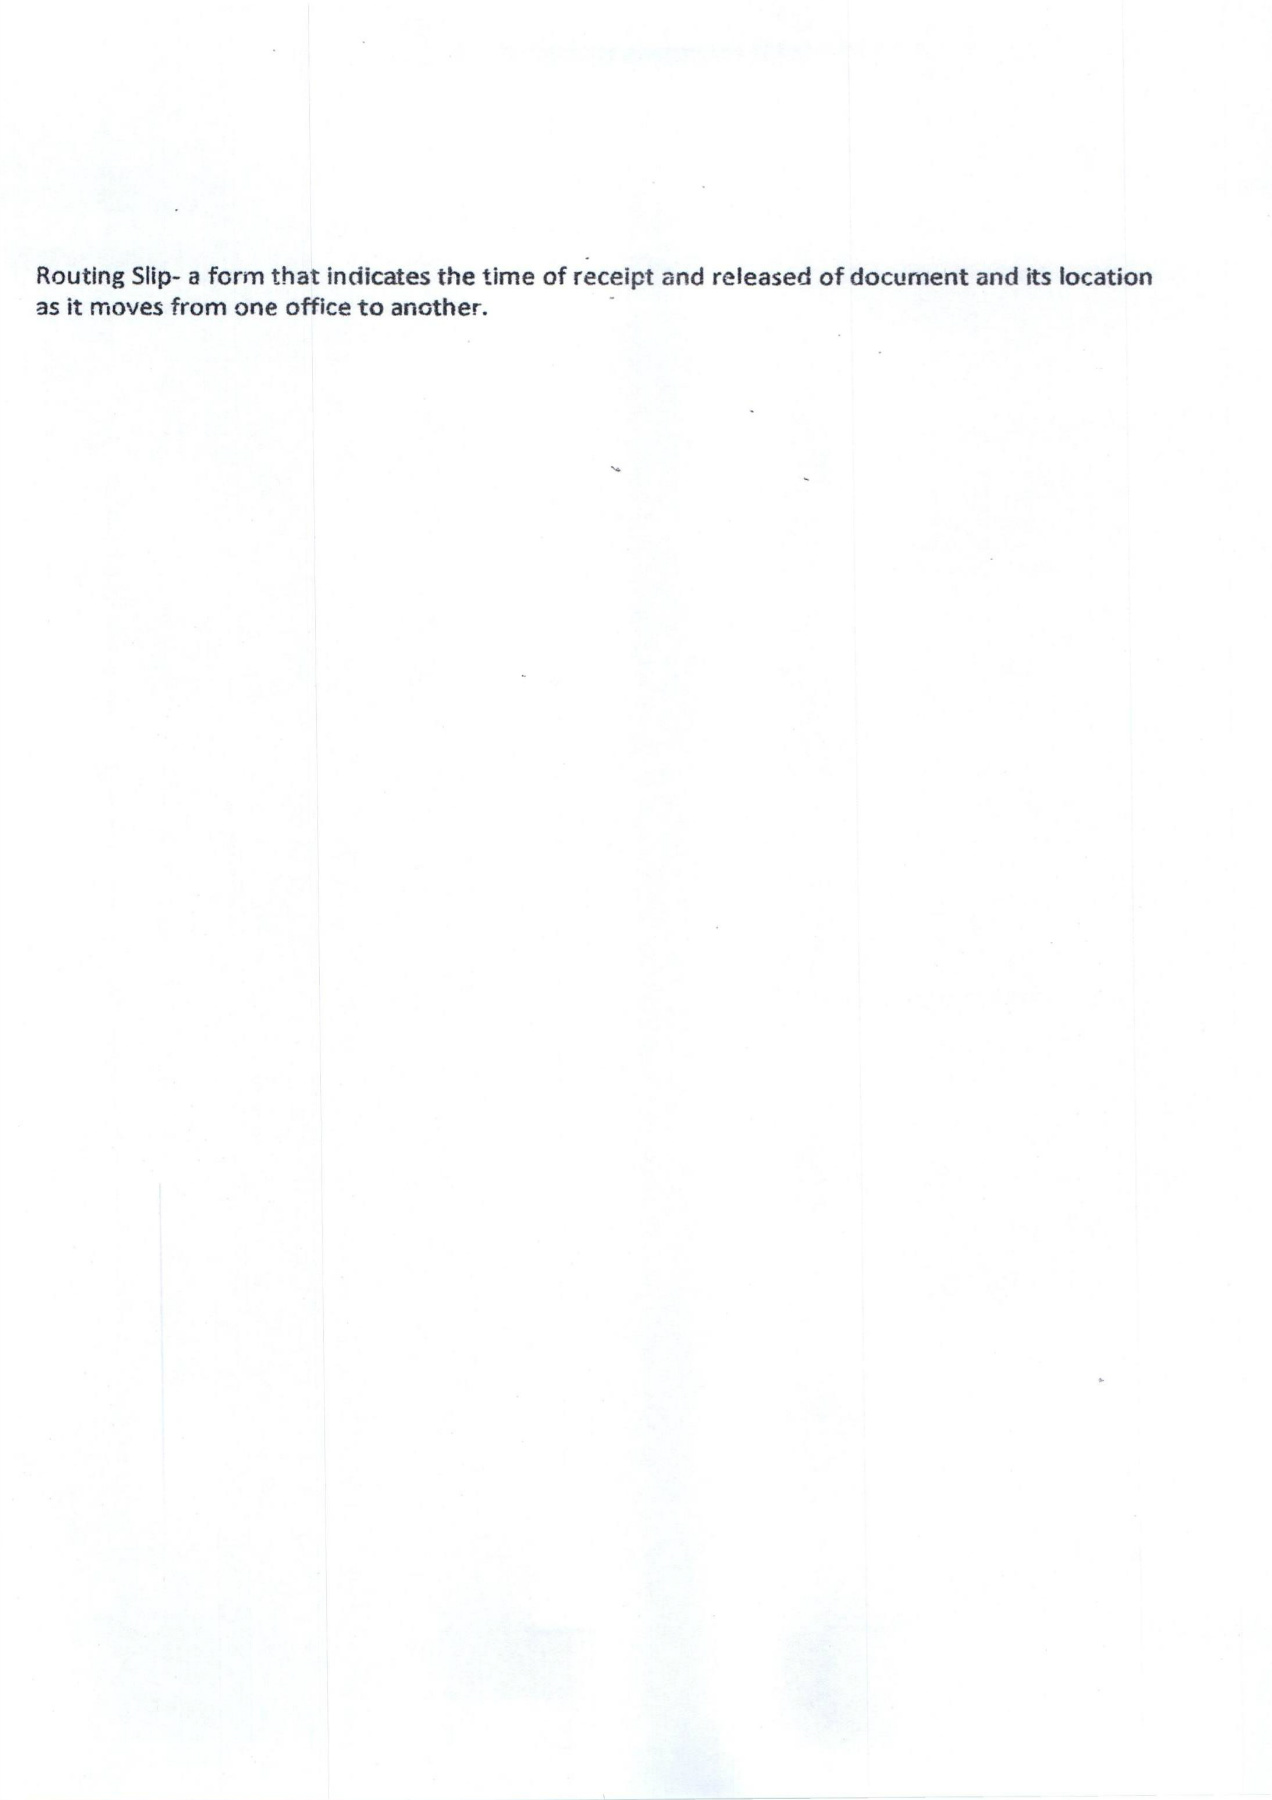 Routing Slip- a form that indicates the time of receipt and released of document and its location
as it moves from one office to another.